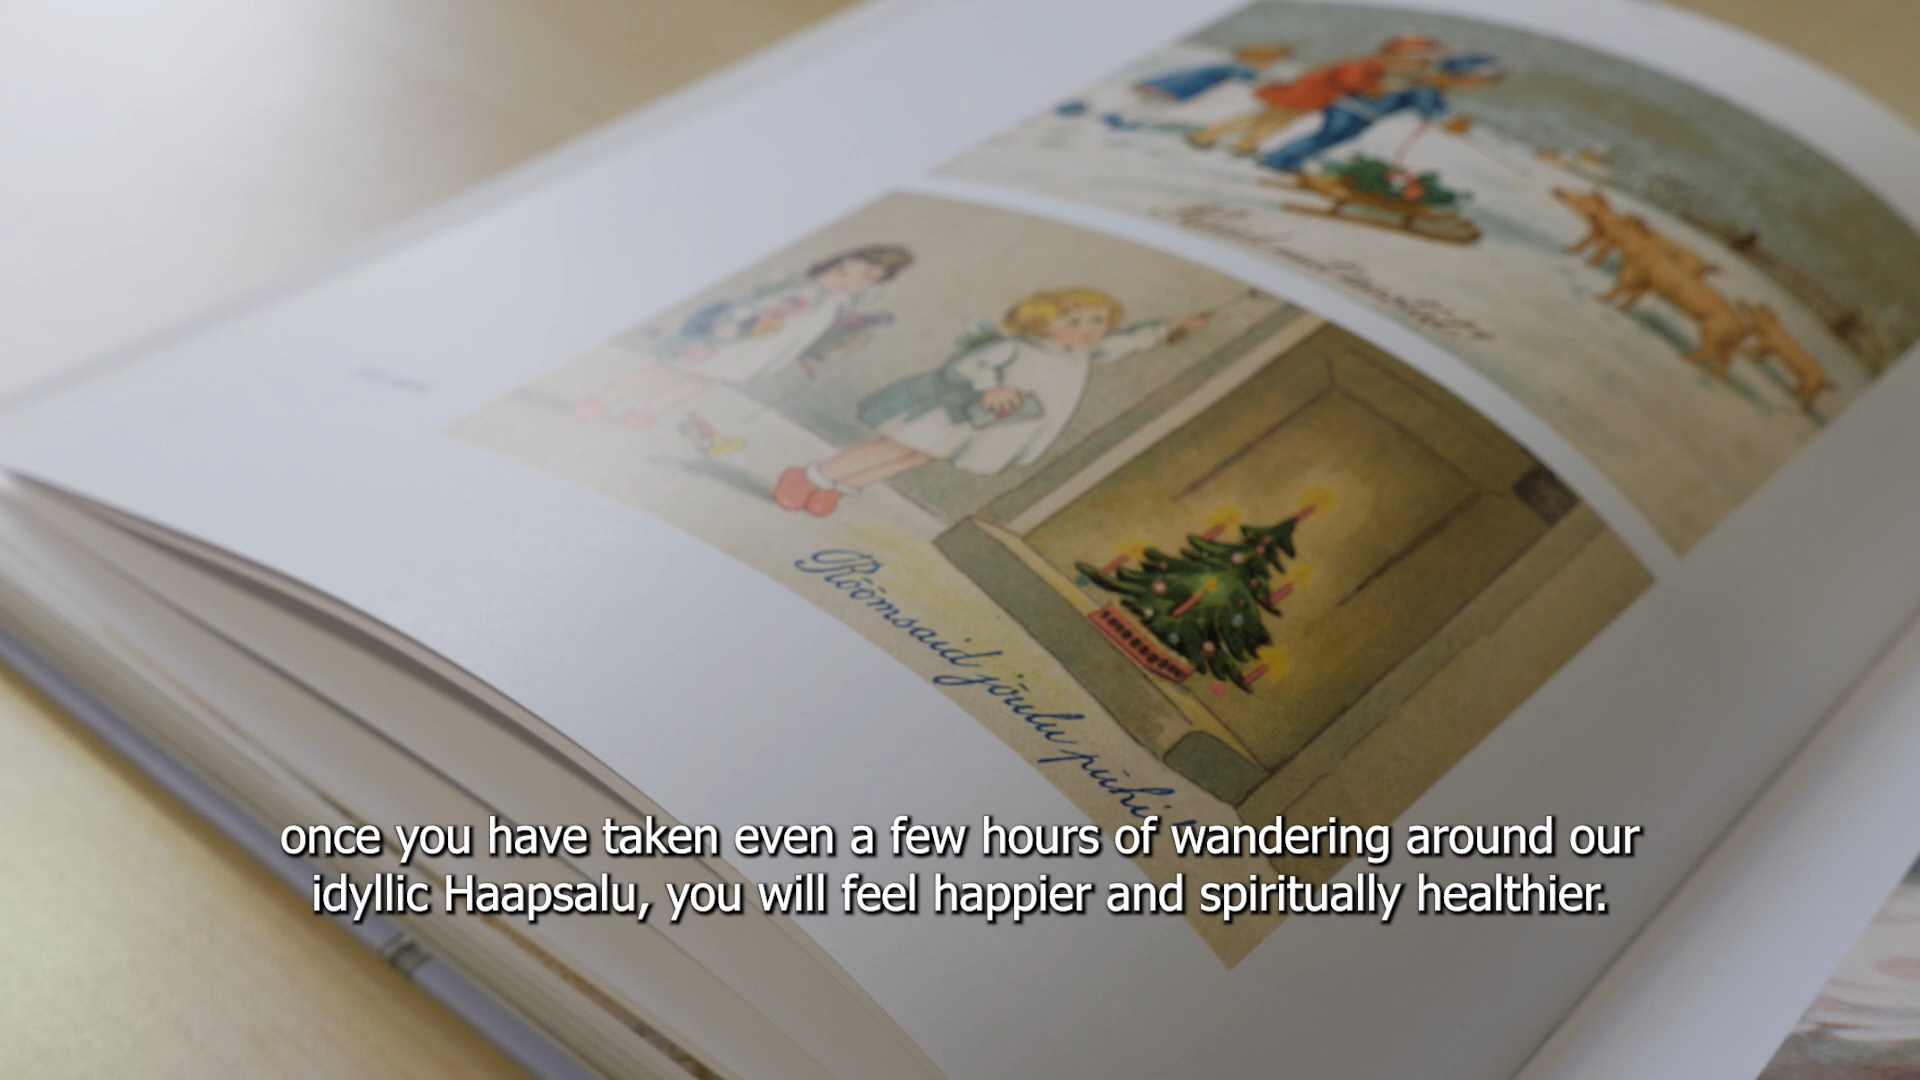 Rõõmsaid jõulu pühi
once you have taken even a few hours of wandering around our
idyllic Haapsalu, you will feel happier and spiritually healthier.